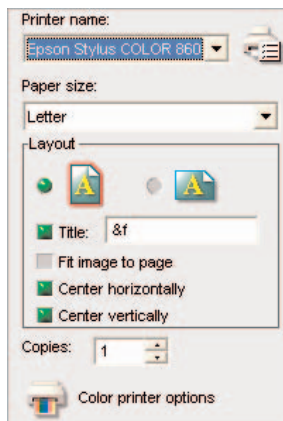 Printer name:
Epson Stylus COLOR 860
Paper size:
Letter
Layout
A A
Title: &f
Fit image to page
Center horizontally
Center vertically
Copies: 1
Color printer options